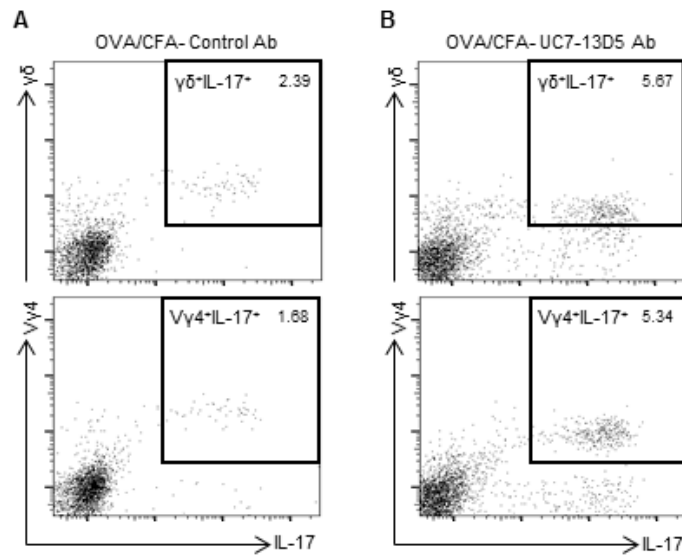 A
OVA/CFA- Control Ab
γδ
γδ⁺IL-17⁺ 2.39
Vγ4
Vγ4⁺IL-17⁺ 1.68
IL-17
B
OVA/CFA- UC7-13D5 Ab
γδ
γδ⁺IL-17⁺ 5.67
Vγ4
Vγ4⁺IL-17⁺ 5.34
IL-17